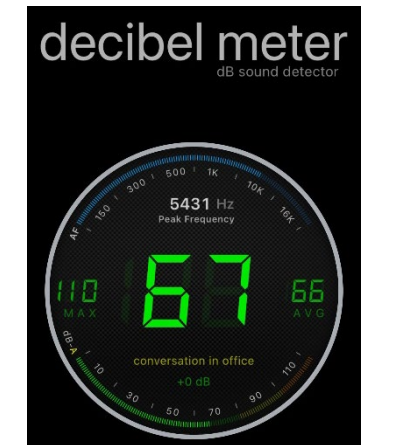 decibel meter
dB sound detector
AF 150 300 500 1K 10K 16K
5431 Hz
Peak Frequency
110 67 66
MAX AVG
conversation in office
+0 dB
dB-A 10 30 50 70 90 110